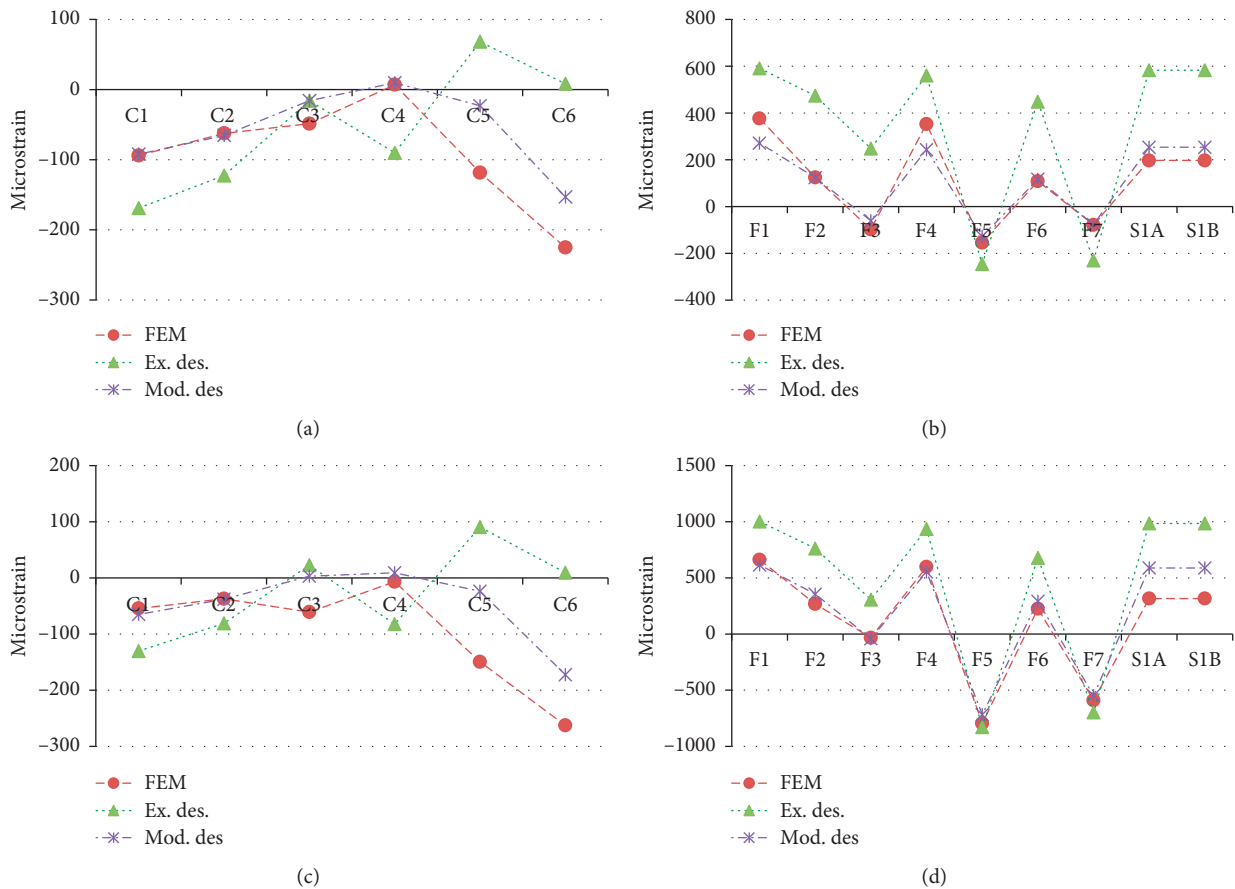 100
0
–100
–200
–300
Microstrain
C1 C2 C3 C4 C5 C6
FEM
Ex. des.
Mod. des
(a)
800
600
400
200
0
–200
–400
Microstrain
F1 F2 F3 F4 F5 F6 F7 S1A S1B
FEM
Ex. des.
Mod. des
(b)
200
100
0
–100
–200
–300
Microstrain
C1 C2 C3 C4 C5 C6
FEM
Ex. des.
Mod. des
(c)
1500
1000
500
0
–500
–1000
Microstrain
F1 F2 F3 F4 F5 F6 F7 S1A S1B
FEM
Ex. des.
Mod. des
(d)